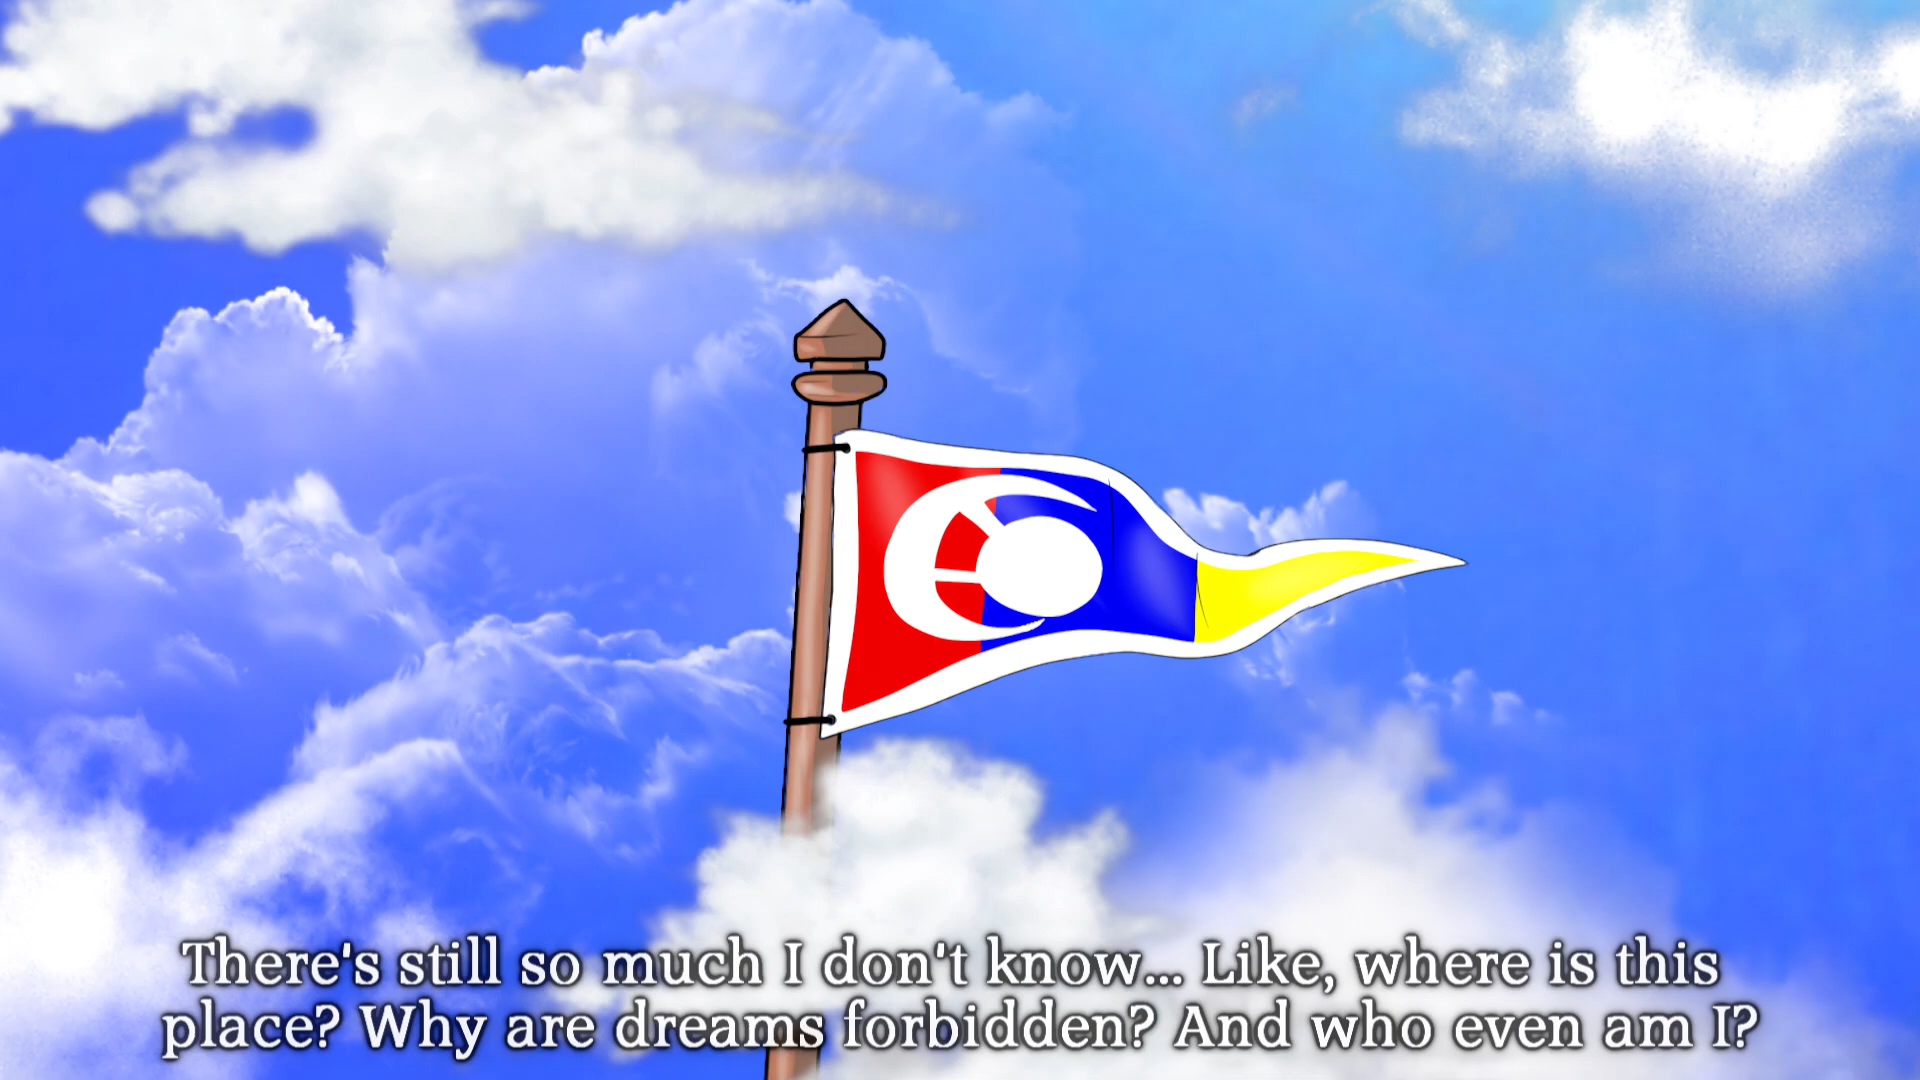 There's still so much I don't know... Like, where is this
place? Why are dreams forbidden? And who even am I?